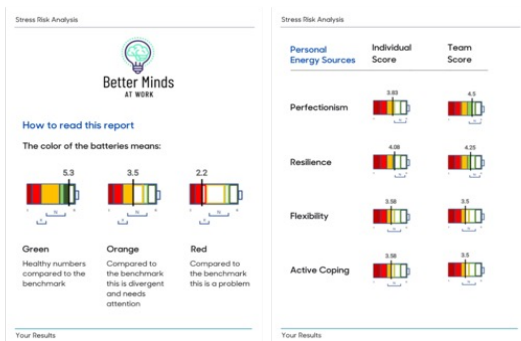 Stress Risk Analysis
Better Minds
AT WORK
How to read this report
The color of the batteries means:
5.3
3.5
2.2
Green
Healthy numbers
compared to the
benchmark
Orange
Compared to
the benchmark
this is divergent
and needs
attention
Red
Compared to
the benchmark
this is a problem
Your Results
Stress Risk Analysis
Personal
Energy Sources
Individual
Score
Team
Score
Perfectionism
3.83
4.5
Resilience
4.08
4.25
Flexibility
3.58
3.5
Active Coping
3.58
3.5
Your Results